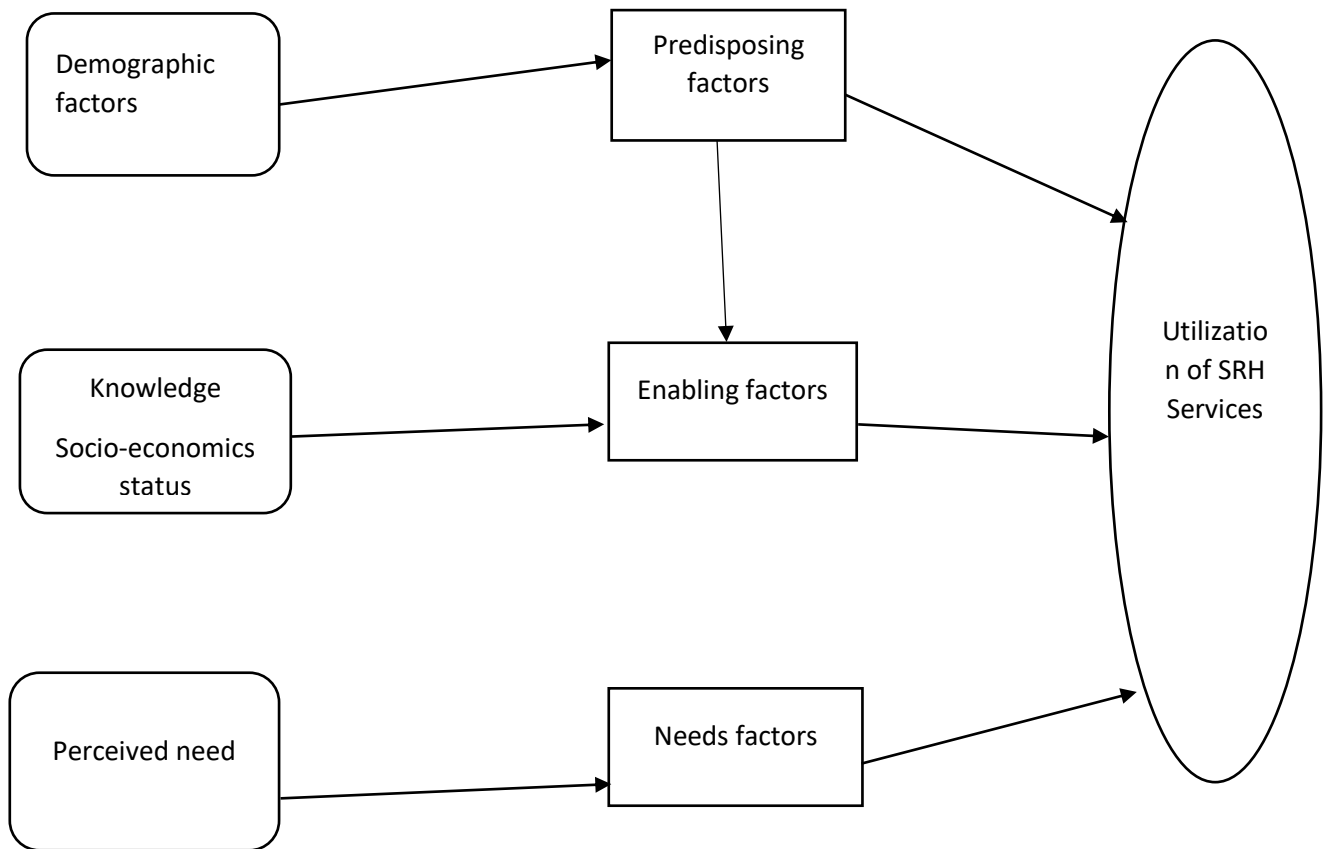 Demographic
factors
Predisposing
factors
Knowledge
Socio-economics
status
Enabling factors
Utilizatio
n of SRH
Services
Perceived need
Needs factors